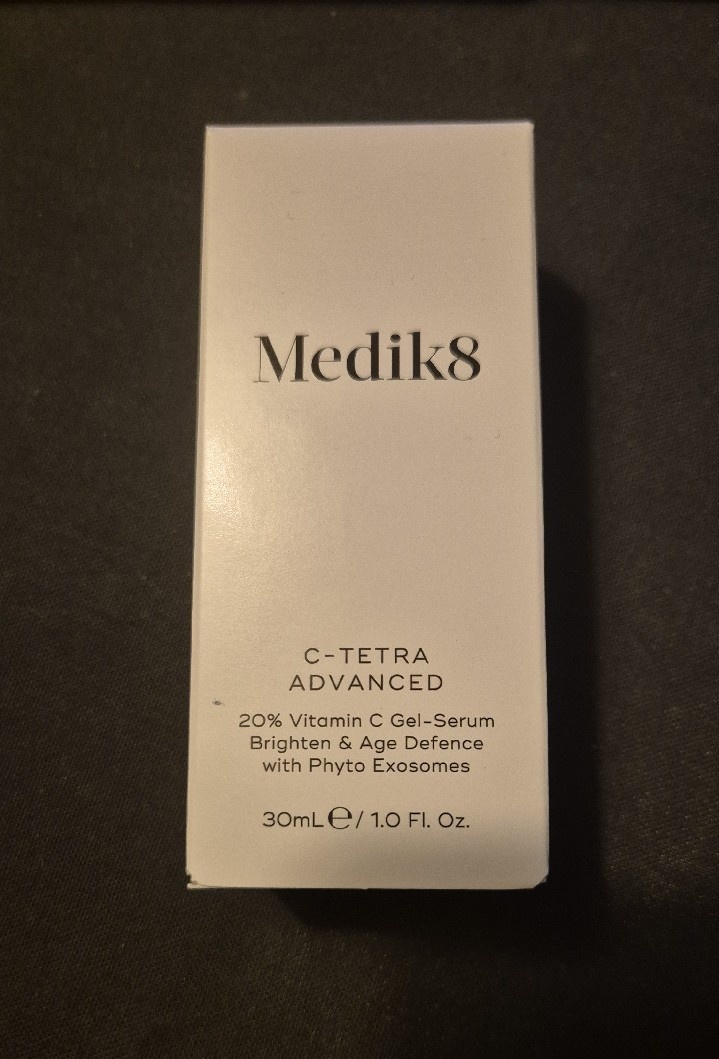 Medik8
C-TETRA
ADVANCED
20% Vitamin C Gel-Serum
Brighten & Age Defence
with Phyto Exosomes
30mL ℮ / 1.0 Fl. Oz.